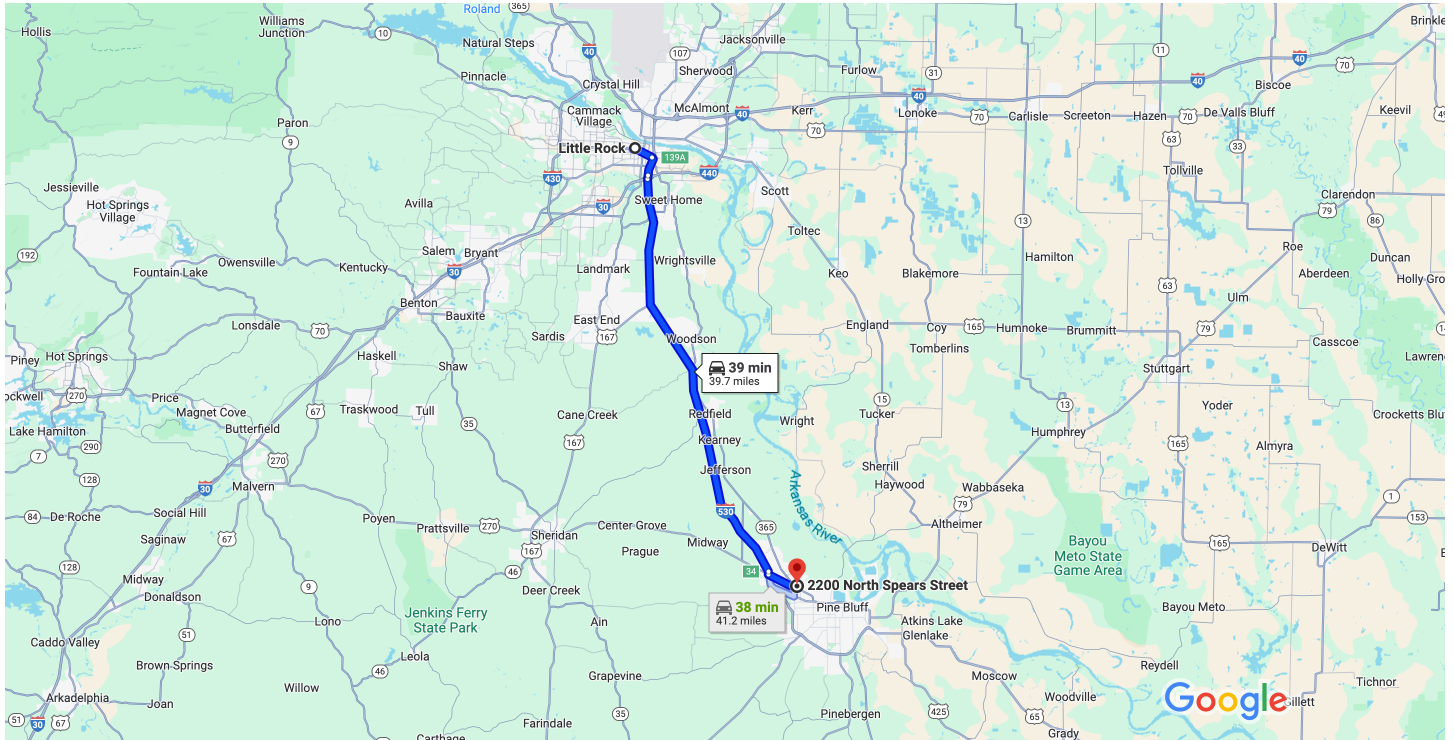 Hollis
Williams
Junction
10
Roland
365
Natural Steps
40
Jacksonville
107
Sherwood
Pinnacle
Crystal Hill
Furlow
31
11
40
70
Biscoe
40
Cammack
Village
McAlmont
40
Kerr
70
40
Lonoke
70
Carlisle
Screeton
Hazen
70
De Valls Bluff
Keevil
Paron
9
63
33
Little Rock
139A
430
440
Tollville
Jessieville
Hot Springs
Village
Avilla
30
Sweet Home
Scott
Clarendon
79
86
Toltec
13
192
Salem
Bryant
30
Wrightsville
Roe
Duncan
Fountain Lake
Owensville
Kentucky
Landmark
Keo
Blakemore
Hamilton
Aberdeen
63
Benton
Bauxite
East End
167
Sardis
England
Coy
165
Humnoke
Brummitt
79
Ulm
Lonsdale
70
Woodson
Tomberlins
Casscoe
Piney
Hot Springs
Haskell
Shaw
39 min
39.7 miles
Stuttgart
270
Price
Magnet Cove
67
Traskwood
Tull
Cane Creek
Redfield
Wright
15
Tucker
13
Yoder
Lake Hamilton
290
Butterfield
35
167
Kearney
Humphrey
165
Almyra
7
270
Jefferson
Sherrill
128
30
Malvern
Haywood
Wabbaseka
79
1
84
De Roche
Social Hill
Poyen
Prattsville
270
Sheridan
Center Grove
530
365
Arkansas River
Altheimer
153
Saginaw
67
167
Prague
Midway
Bayou
Meto State
Game Area
165
DeWitt
128
Midway
Donaldson
9
46
Deer Creek
34
2200 North Spears Street
38 min
41.2 miles
Pine Bluff
Bayou Meto
Jenkins Ferry
State Park
Lono
51
Ain
Atkins Lake
Glenlake
Caddo Valley
Brown Springs
Leola
46
Reydell
Grapevine
Moscow
Tichnor
Arkadelphia
Joan
Willow
Woodville
Google
Gillett
51
30
67
35
Farindale
Pinebergen
425
65
Grady
Carthage